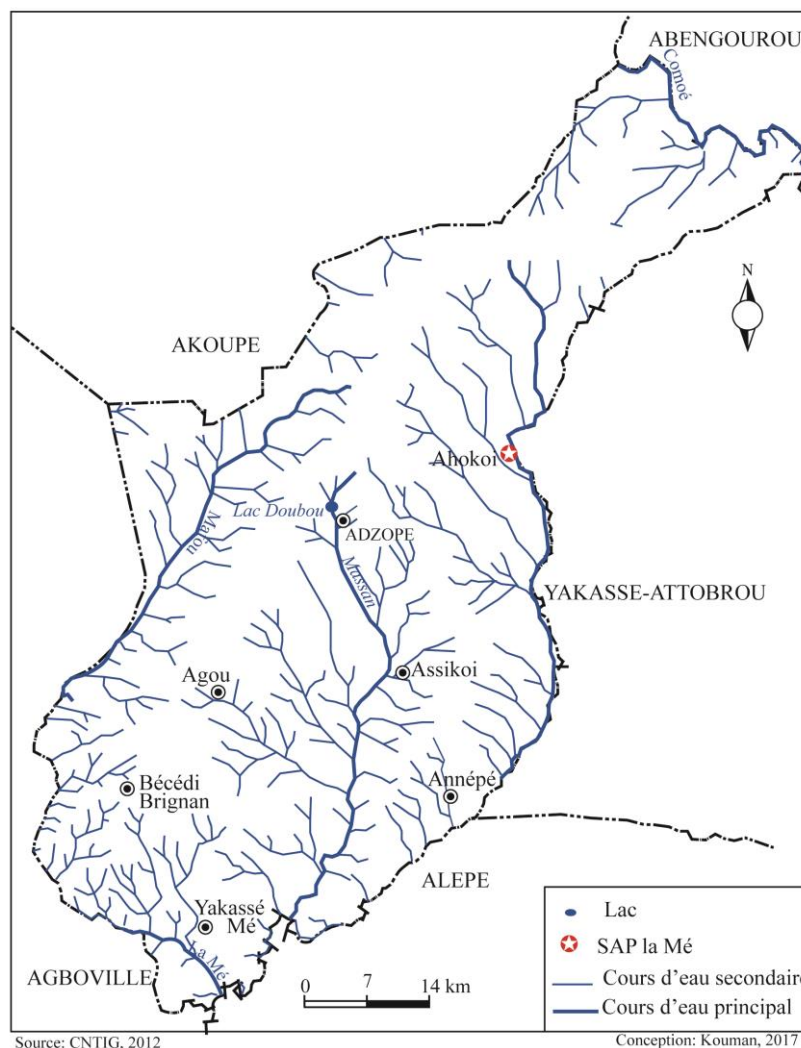 ABENGOUROU
Comoé
N
AKOUPE
Ahokoi
Lac Doubou
ADZOPE
Mafou
Massan
YAKASSE-ATTOBROU
Agou
Assikoi
Bécédi
Brignan
Annépé
ALEPE
Yakassé
Mé
La Mé
AGBOVILLE
0 7 14 km
Lac
SAP la Mé
Cours d'eau secondaire
Cours d'eau principal
Source: CNTIG, 2012
Conception: Kouman, 2017